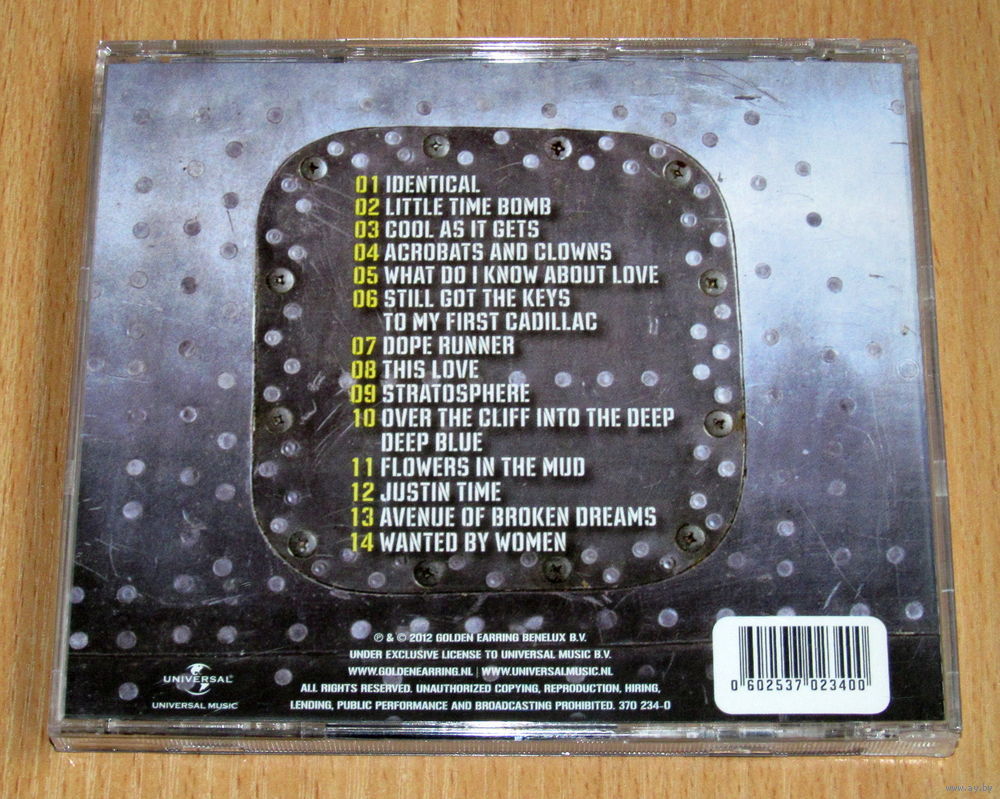 01 IDENTICAL
02 LITTLE TIME BOMB
03 COOL AS IT GETS
04 ACROBATS AND CLOWNS
05 WHAT DO I KNOW ABOUT LOVE
06 STILL GOT THE KEYS
TO MY FIRST CADILLAC
07 DOPE RUNNER
08 THIS LOVE
09 STRATOSPHERE
10 OVER THE CLIFF INTO THE DEEP
DEEP BLUE
11 FLOWERS IN THE MUD
12 JUSTIN TIME
13 AVENUE OF BROKEN DREAMS
14 WANTED BY WOMEN
℗ & © 2012 GOLDEN EARRING BENELUX B.V.
UNDER EXCLUSIVE LICENSE TO UNIVERSAL MUSIC B.V.
WWW.GOLDENEARRING.NL | WWW.UNIVERSALMUSIC.NL
ALL RIGHTS RESERVED. UNAUTHORIZED COPYING, REPRODUCTION, HIRING,
LENDING, PUBLIC PERFORMANCE AND BROADCASTING PROHIBITED. 370 234-0
UNIVERSAL
UNIVERSAL MUSIC
0 602537 023400
www.ay.by